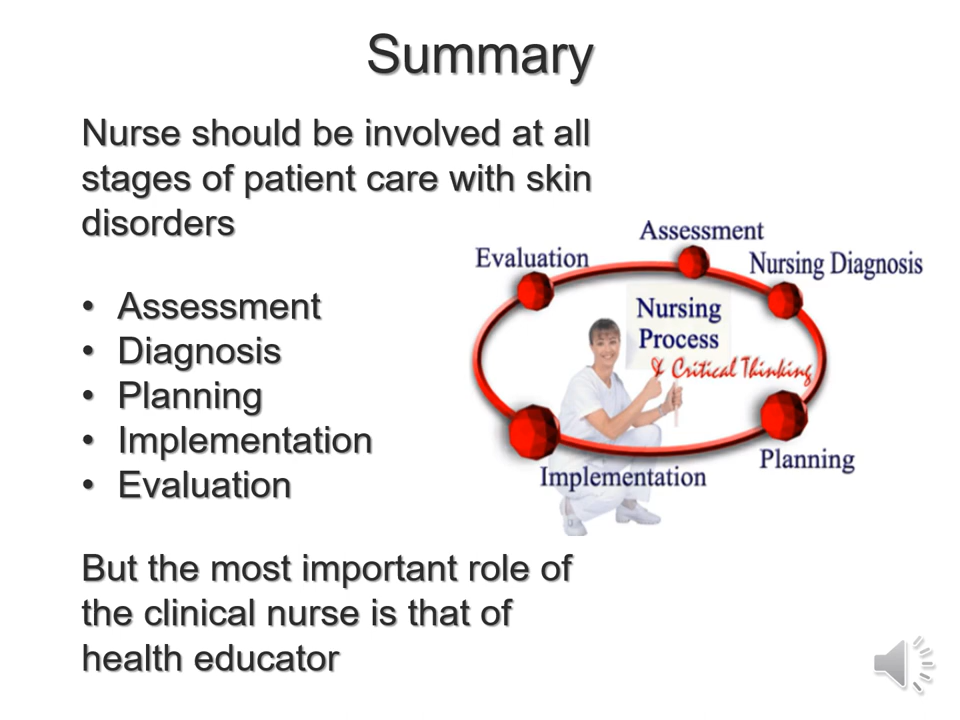 Summary
Nurse should be involved at all
stages of patient care with skin
disorders
• Assessment
• Diagnosis
• Planning
• Implementation
• Evaluation
But the most important role of
the clinical nurse is that of
health educator
Assessment
Evaluation
Nursing Diagnosis
Nursing
Process
& Critical Thinking
Planning
Implementation